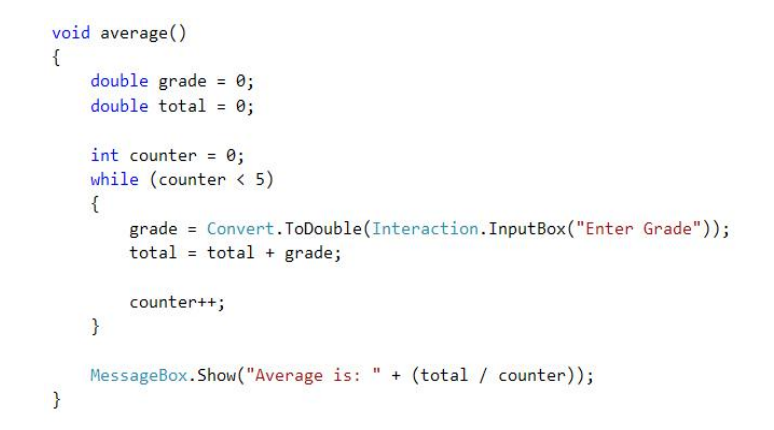 void average()
{
    double grade = 0;
    double total = 0;

    int counter = 0;
    while (counter < 5)
    {
        grade = Convert.ToDouble(Interaction.InputBox("Enter Grade"));
        total = total + grade;

        counter++;
    }

    MessageBox.Show("Average is: " + (total / counter));
}